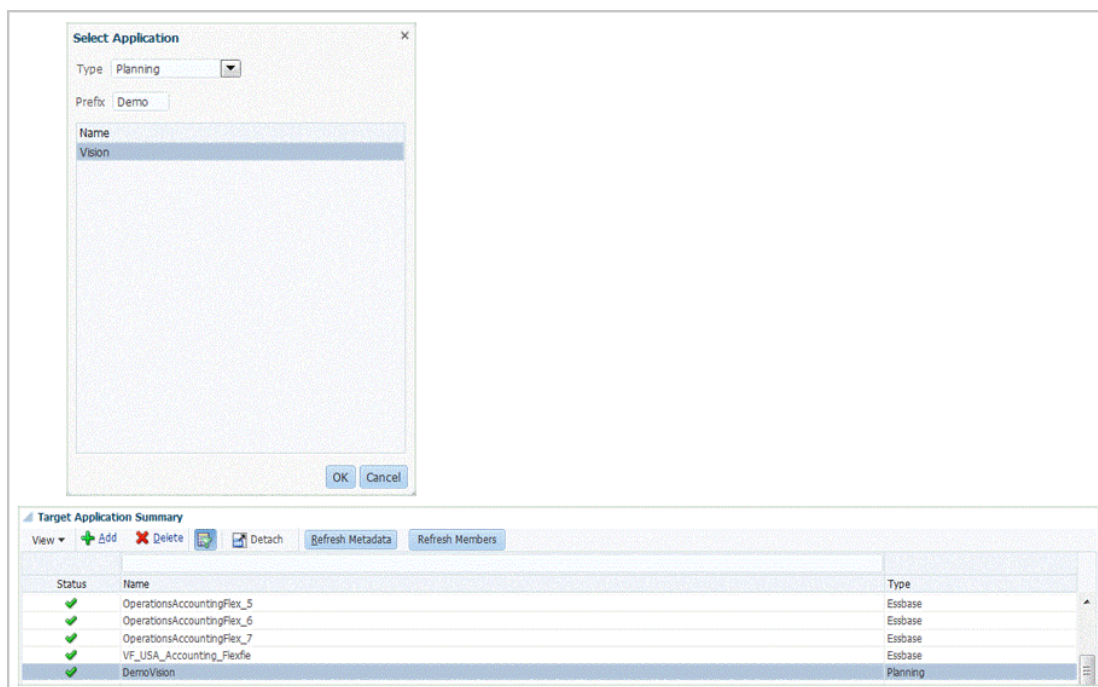 Select Application
Type Planning
Prefix Demo
Name
Vision
OK Cancel
Target Application Summary
View Add Delete Detach Refresh Metadata Refresh Members
Status Name Type
OperationsAccountingFlex_5 Essbase
OperationsAccountingFlex_6 Essbase
OperationsAccountingFlex_7 Essbase
VF_USA_Accounting_Flexfie Essbase
DemoVision Planning